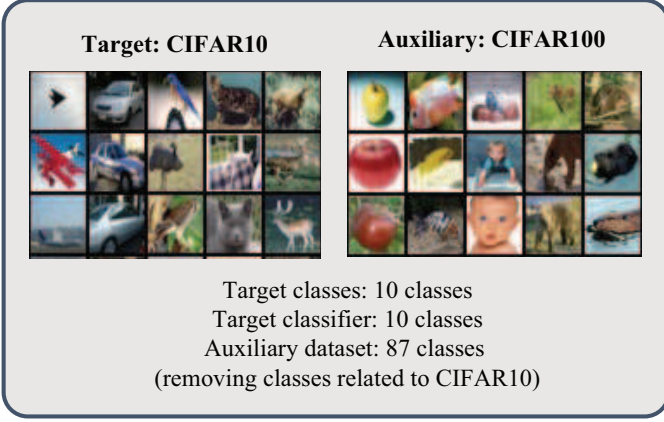 Target: CIFAR10
Auxiliary: CIFAR100
Target classes: 10 classes
Target classifier: 10 classes
Auxiliary dataset: 87 classes
(removing classes related to CIFAR10)